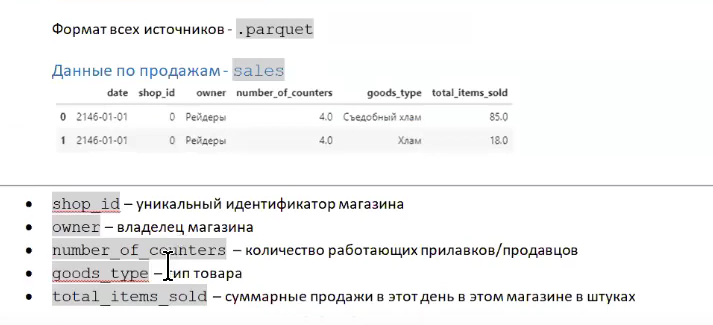 Формат всех источников - .parquet
Данные по продажам - sales
date shop_id owner number_of_counters goods_type total_items_sold
0 2146-01-01 0 Рейдеры 4.0 Съедобный хлам 85.0
1 2146-01-01 0 Рейдеры 4.0 Хлам 18.0
• shop_id – уникальный идентификатор магазина
• owner – владелец магазина
• number_of_counters – количество работающих прилавков/продавцов
• goods_type – тип товара
• total_items_sold – суммарные продажи в этот день в этом магазине в штуках